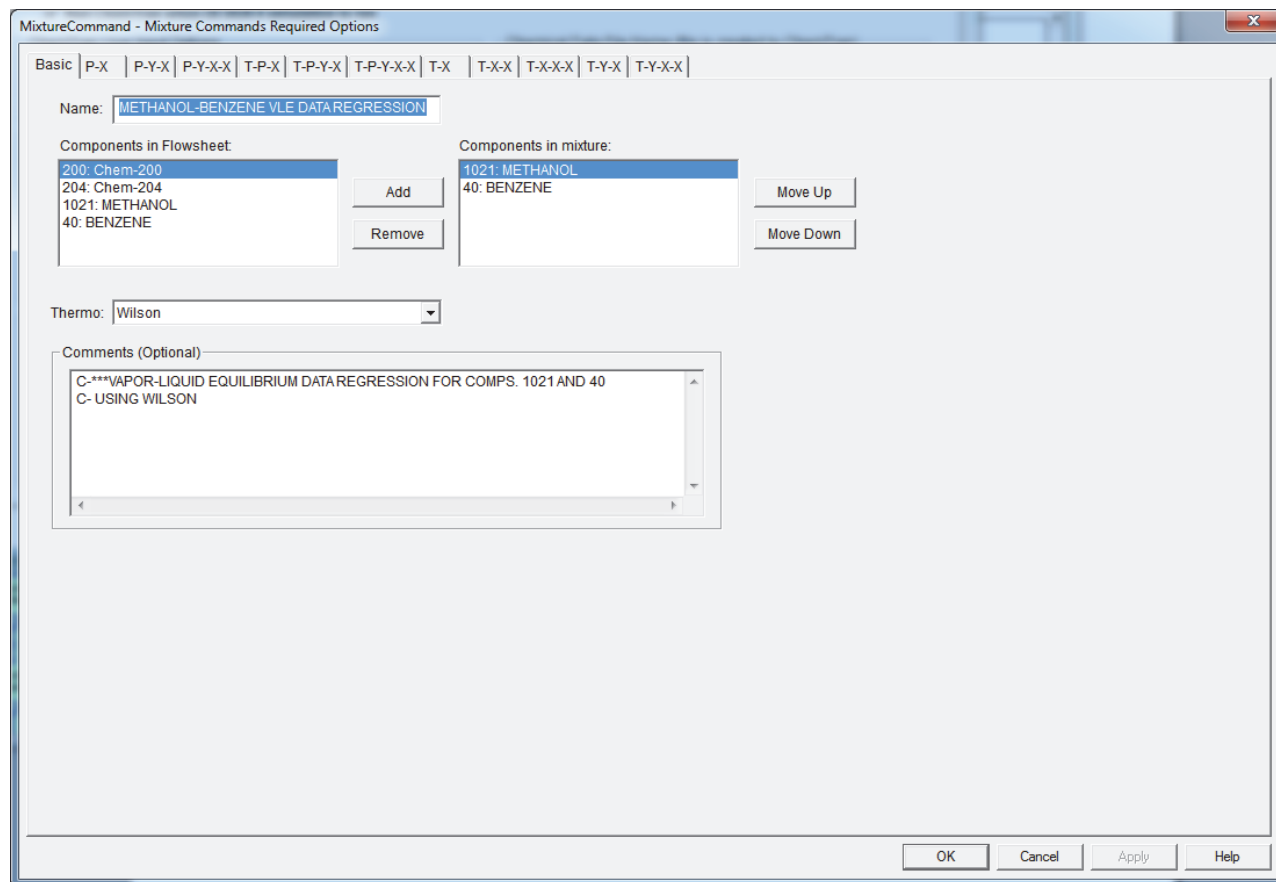 MixtureCommand - Mixture Commands Required Options
x
Basic P-X P-Y-X P-Y-X-X T-P-X T-P-Y-X T-P-Y-X-X T-X T-X-X T-X-X-X T-Y-X T-Y-X-X
Name: METHANOL-BENZENE VLE DATA REGRESSION
Components in Flowsheet:
200: Chem-200
204: Chem-204
1021: METHANOL
40: BENZENE
Add
Remove
Components in mixture:
1021: METHANOL
40: BENZENE
Move Up
Move Down
Thermo: Wilson
Comments (Optional)
C-***VAPOR-LIQUID EQUILIBRIUM DATA REGRESSION FOR COMPS. 1021 AND 40
C- USING WILSON
OK Cancel Apply Help